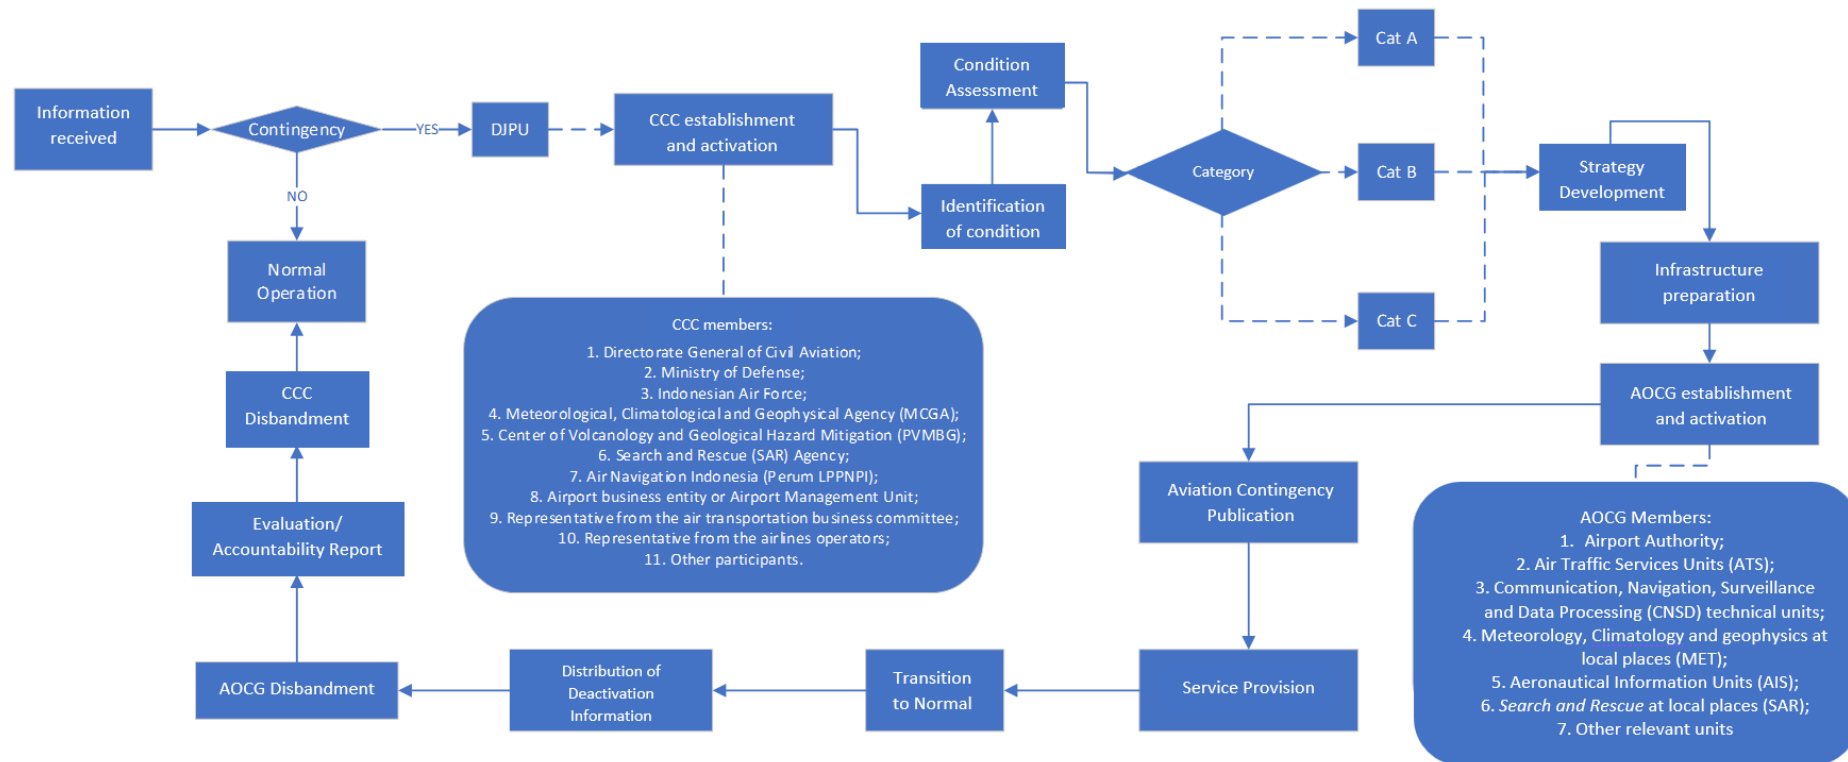 Information
received
Contingency
YES
DJPU
NO
CCC establishment
and activation
Identification
of condition
Condition
Assessment
Category
Cat A
Cat B
Cat C
Strategy
Development
Infrastructure
preparation
AOCG establishment
and activation
AOCG Members:
1. Airport Authority;
2. Air Traffic Services Units (ATS);
3. Communication, Navigation, Surveillance
and Data Processing (CNSD) technical units;
4. Meteorology, Climatology and geophysics at
local places (MET);
5. Aeronautical Information Units (AIS);
6. Search and Rescue at local places (SAR);
7. Other relevant units
CCC members:
1. Directorate General of Civil Aviation;
2. Ministry of Defense;
3. Indonesian Air Force;
4. Meteorological, Climatological and Geophysical Agency (MCGA);
5. Center of Volcanology and Geological Hazard Mitigation (PVMBG);
6. Search and Rescue (SAR) Agency;
7. Air Navigation Indonesia (Perum LPPNPI);
8. Airport business entity or Airport Management Unit;
9. Representative from the air transportation business committee;
10. Representative from the airlines operators;
11. Other participants.
Aviation Contingency
Publication
Service Provision
Transition
to Normal
Distribution of
Deactivation
Information
AOCG Disbandment
Evaluation/
Accountability Report
CCC
Disbandment
Normal
Operation